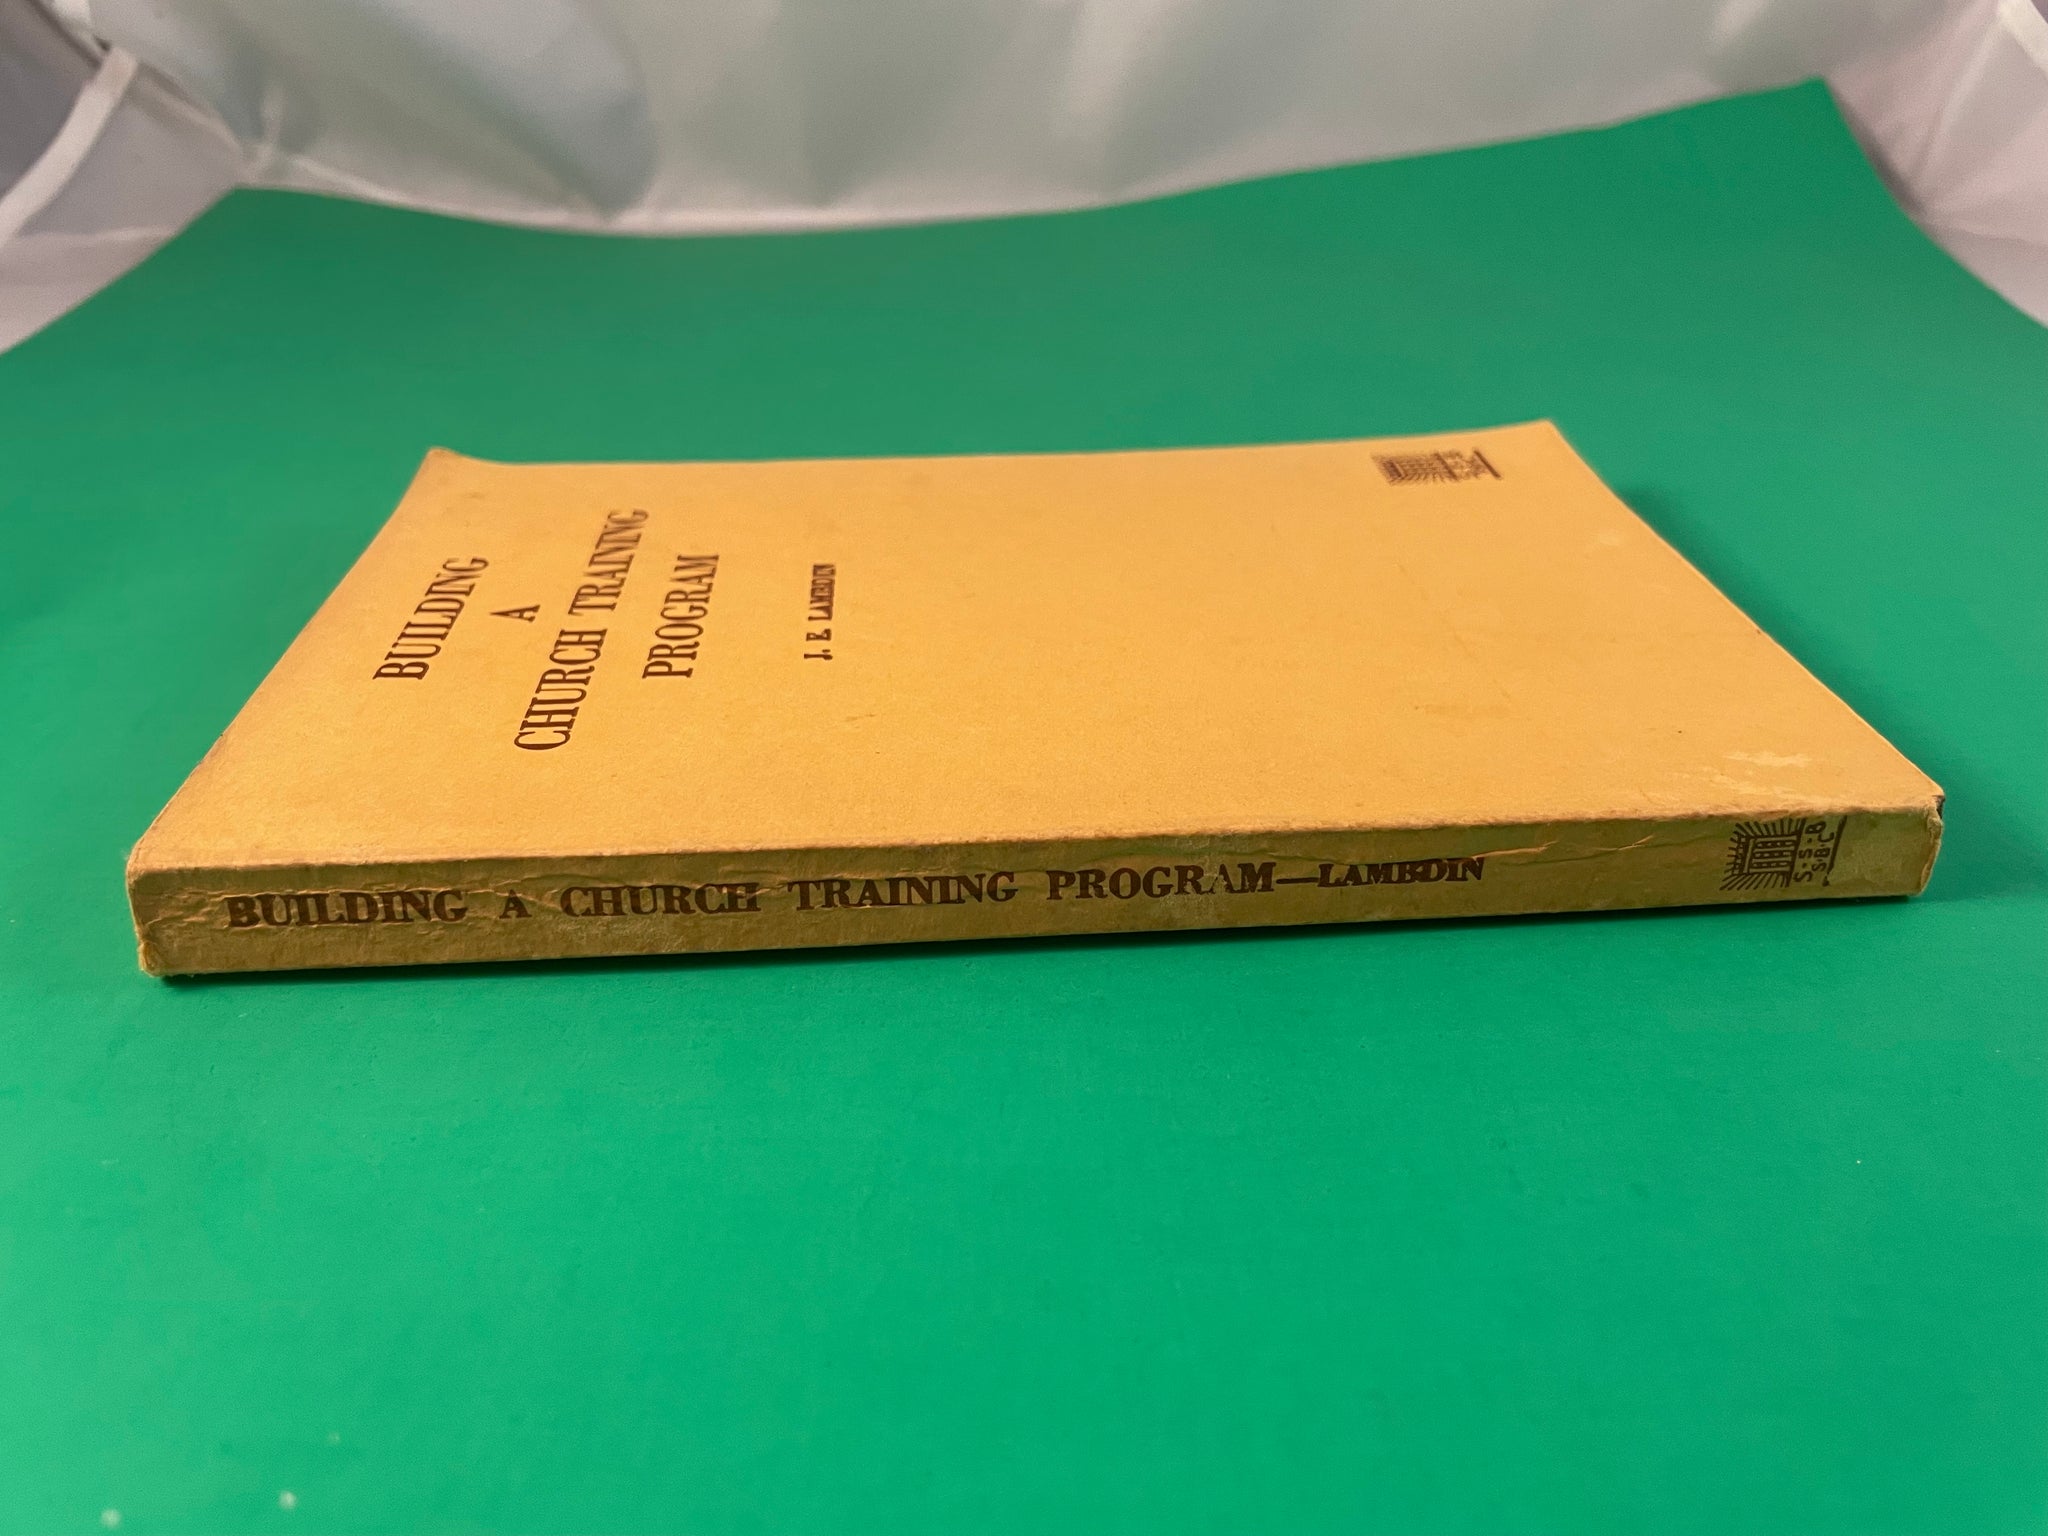 BUILDING
A
CHURCH TRAINING
PROGRAM
J. E. LAMBDIN
BUILDING A CHURCH TRAINING PROGRAM—LAMBDIN
S·S·B
S·B·C